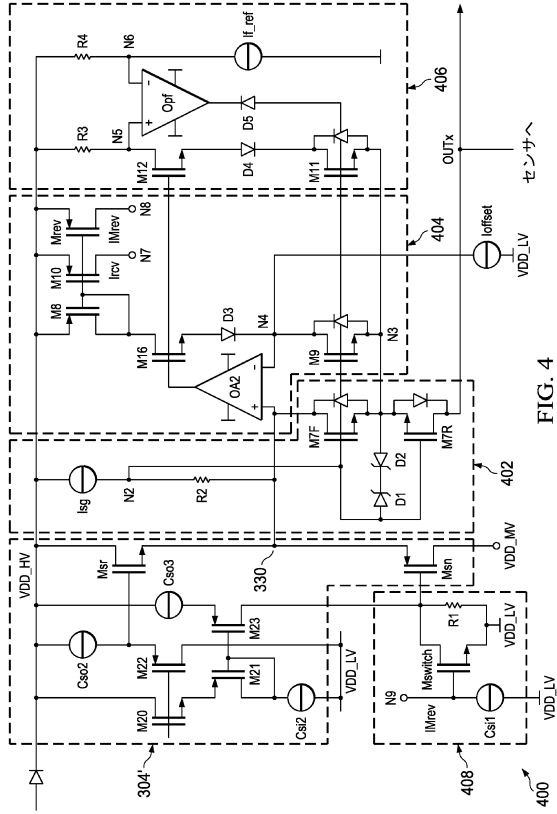 VDD_HV
304'
M20
M22
Cso2
Msr
Cso3
M21
M23
Csi2
VDD_LV
330
Msn
VDD_MV
Isg
N2
R2
402
M7F
D1
D2
M7R
M8
M10
Mrev
Ircv
N7
IMrev
N8
M16
D3
OA2
+
-
N4
M9
N3
404
Ioffset
VDD_LV
R3
R4
N5
N6
+
-
Opf
If_ref
M12
D4
D5
M11
406
OUTx
センサへ
N9
IMrev
Mswitch
R1
VDD_LV
Csi1
VDD_LV
408
400
FIG. 4